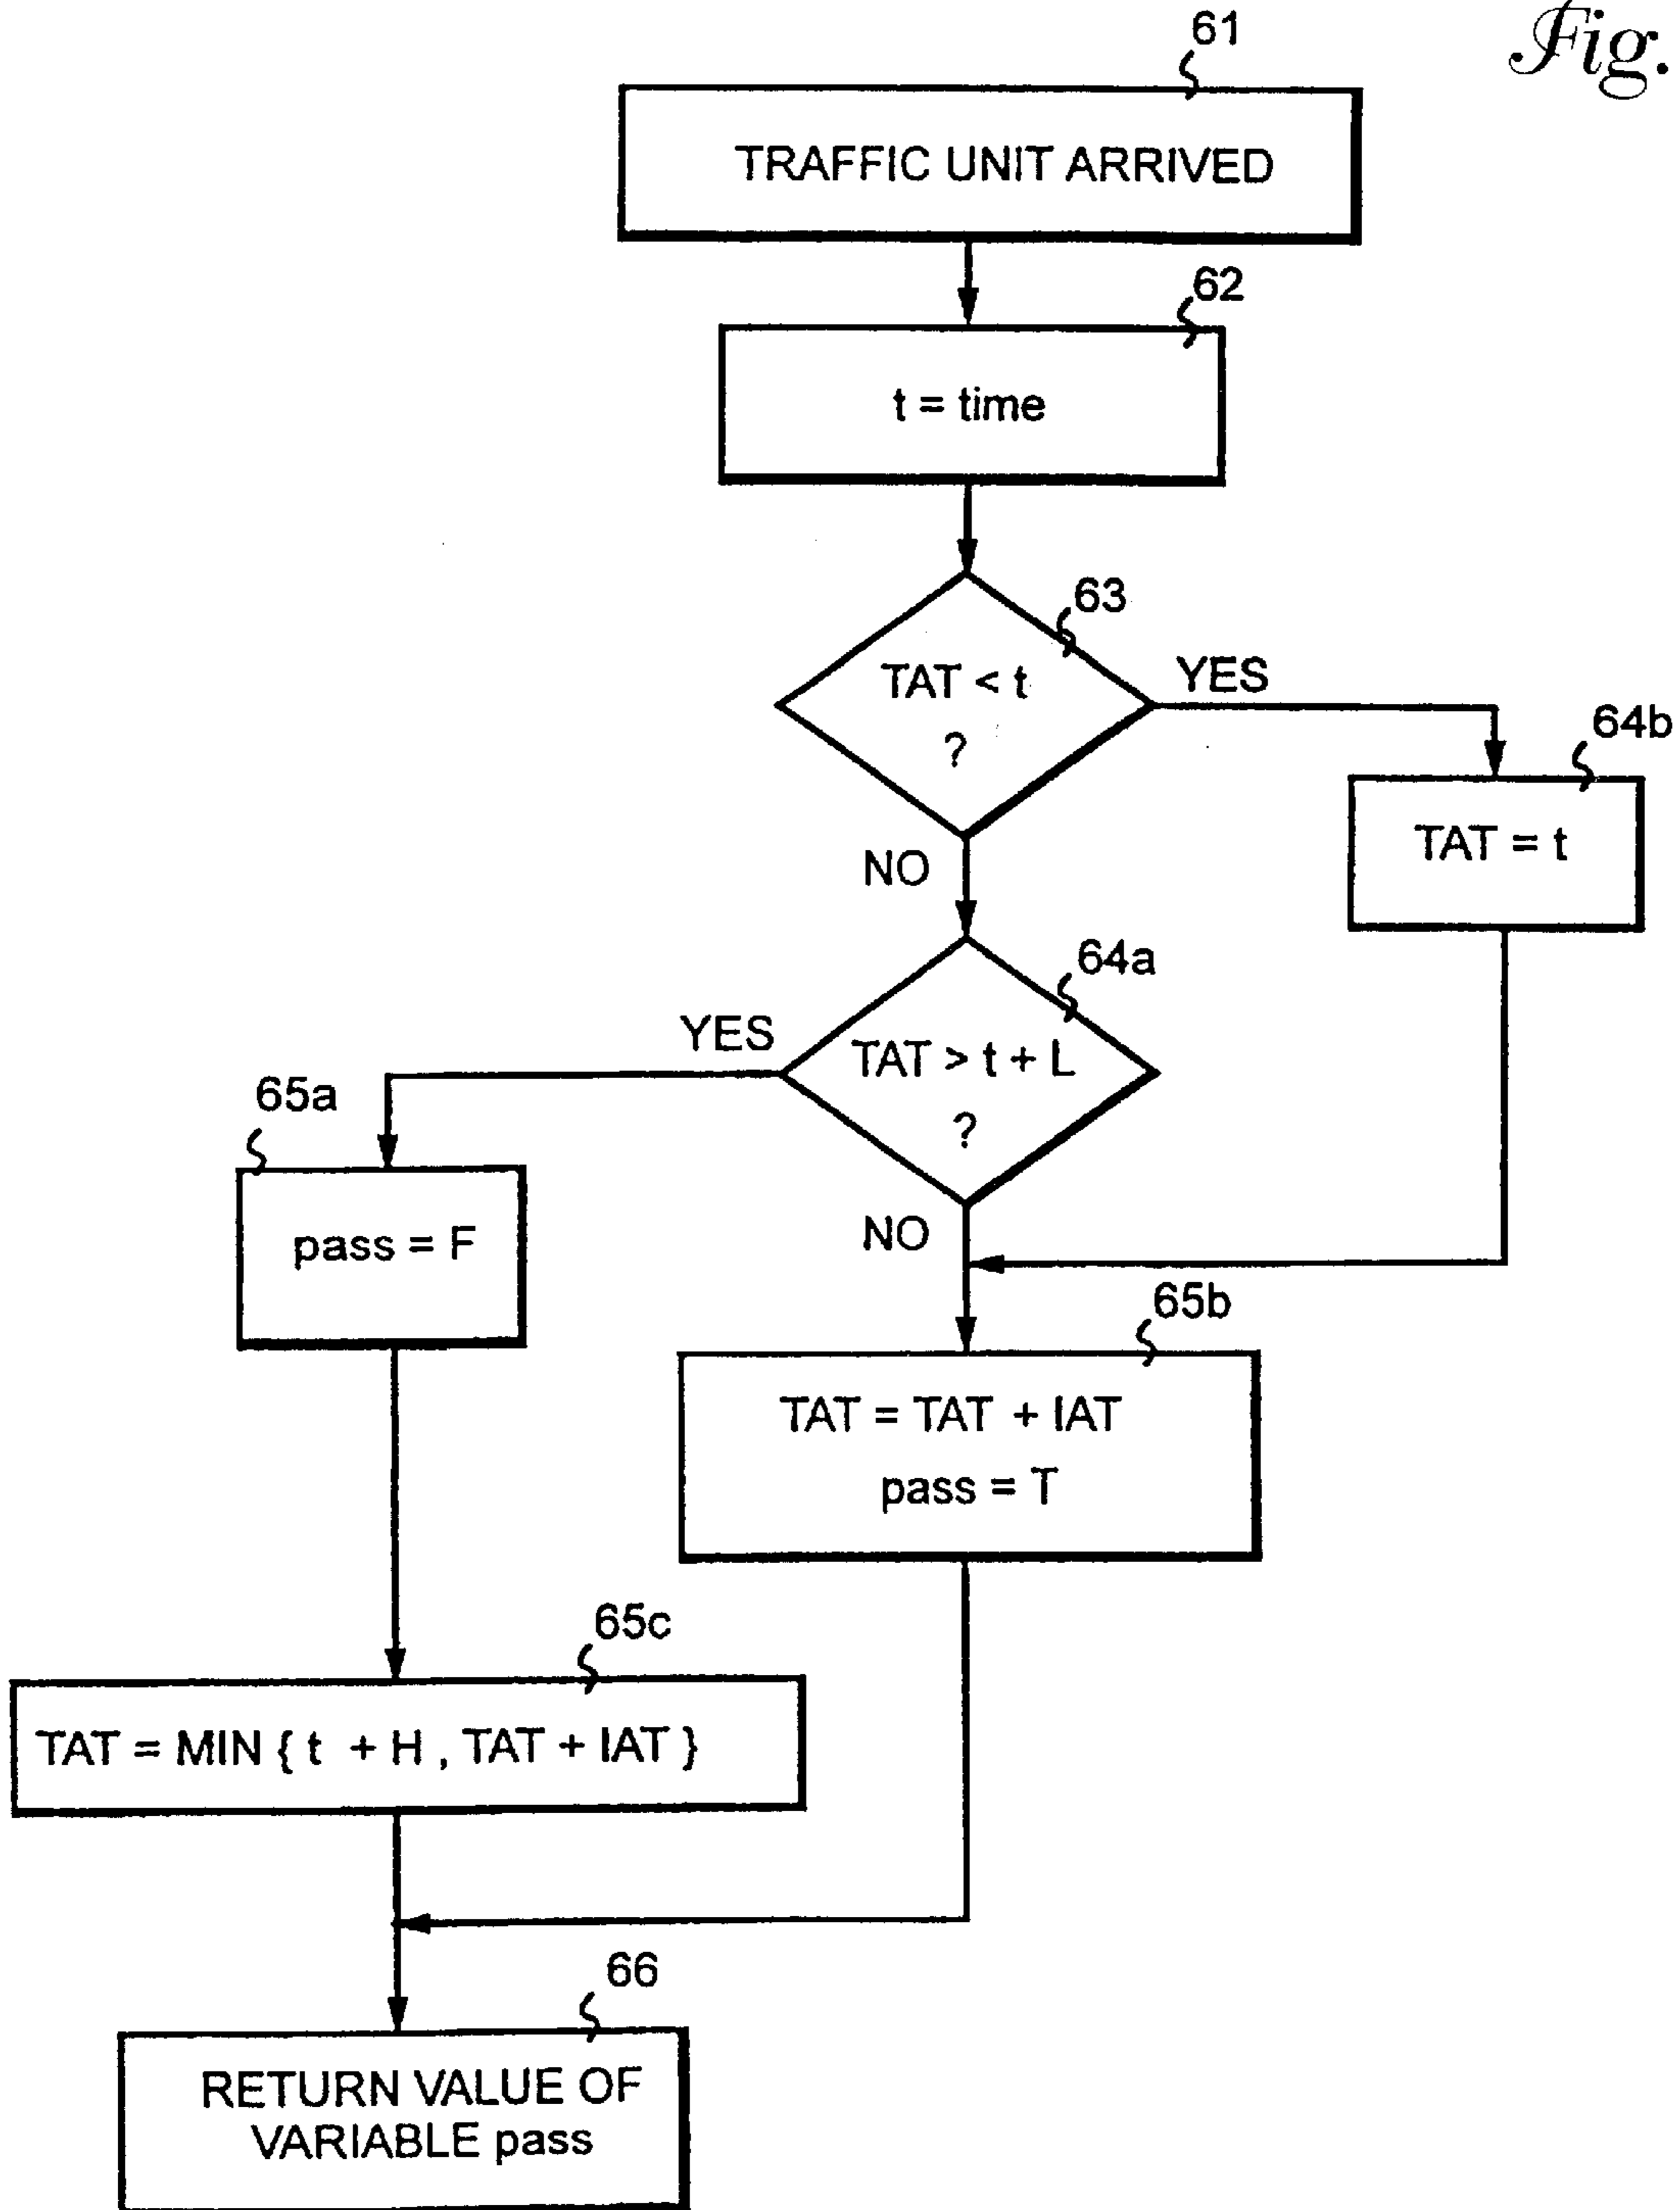 Fig.
61
TRAFFIC UNIT ARRIVED
62
t = time
63
TAT < t
?
YES
64b
TAT = t
NO
64a
TAT > t + L
?
YES
65a
pass = F
NO
65b
TAT = TAT + IAT
pass = T
65c
TAT = MIN { t + H , TAT + IAT }
66
RETURN VALUE OF
VARIABLE pass